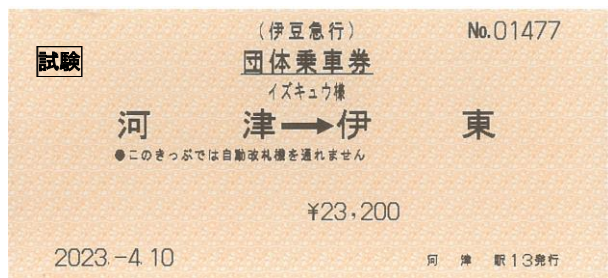 (伊豆急行) No.01477
試験
団体乗車券
イズキュウ様
河津→伊東
●このきっぷでは自動改札機を通れません
¥23,200
2023.-4.10 河津駅13発行